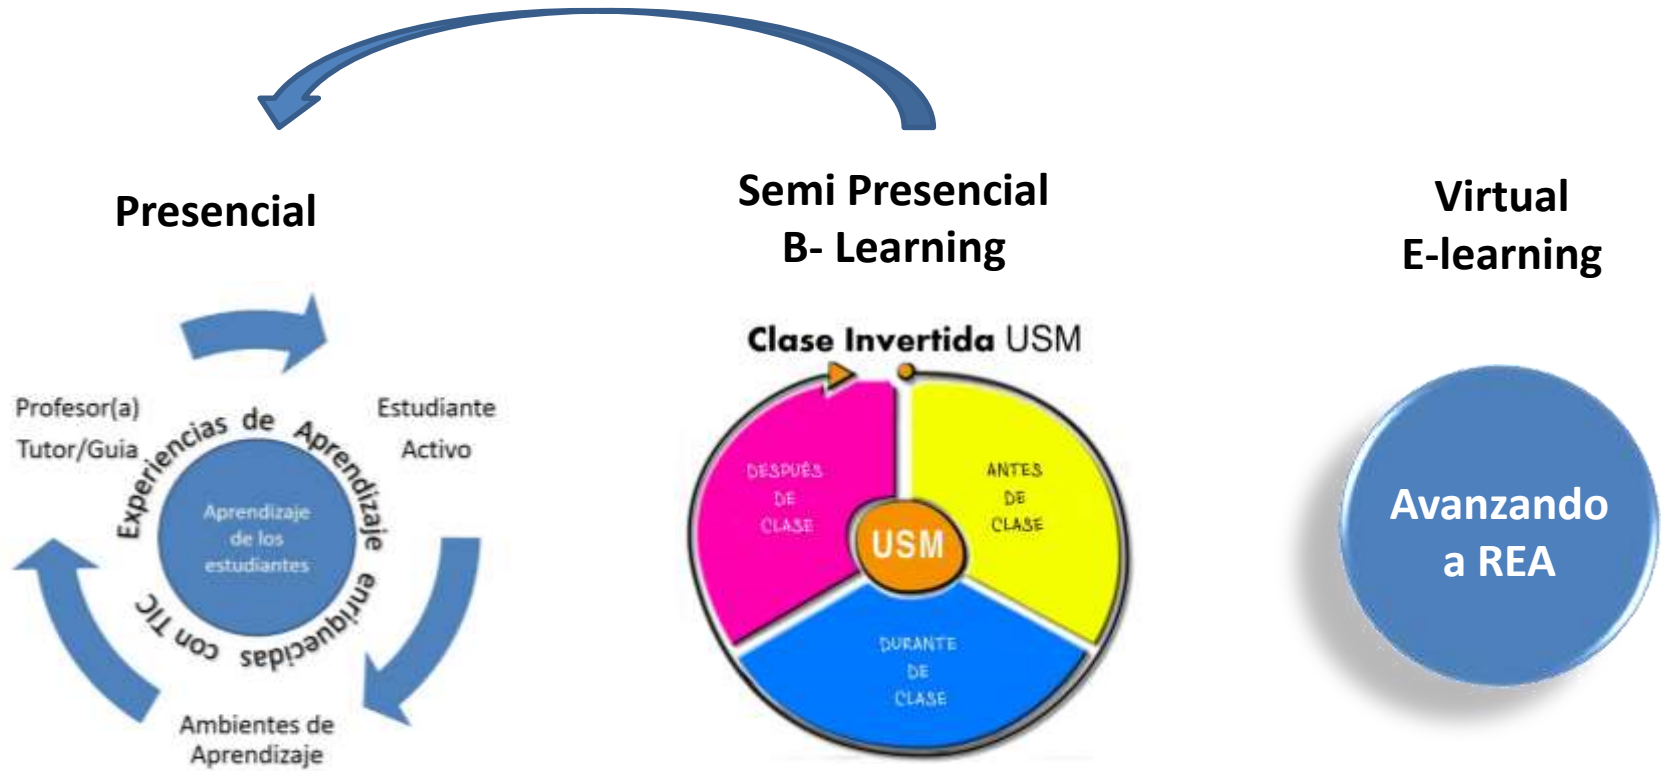 Presencial
Profesor(a)
Tutor/Guia
Estudiante
Activo
Experiencias de Aprendizaje enriquecidas con TIC
Aprendizaje
de los
estudiantes
Ambientes de
Aprendizaje
Semi Presencial
B- Learning
Clase Invertida USM
DESPUÉS
DE
CLASE
ANTES
DE
CLASE
USM
DURANTE
DE
CLASE
Virtual
E-learning
Avanzando
a REA